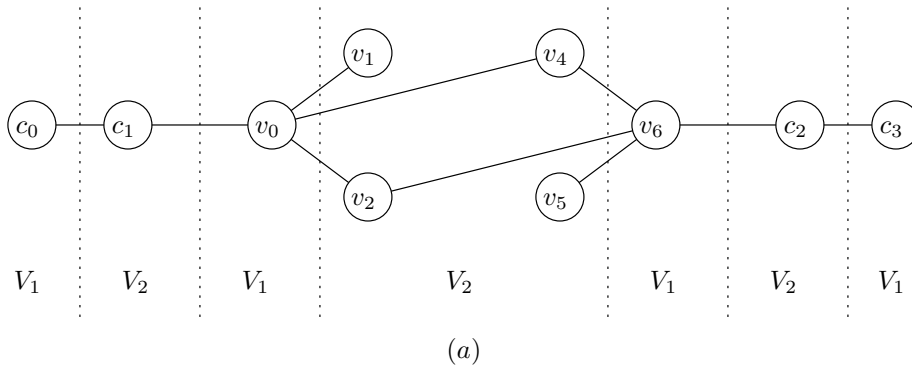 v₁ v₄
c₀ c₁ v₀ v₆ c₂ c₃
v₂ v₅
V₁ V₂ V₁ V₂ V₁ V₂ V₁
(a)